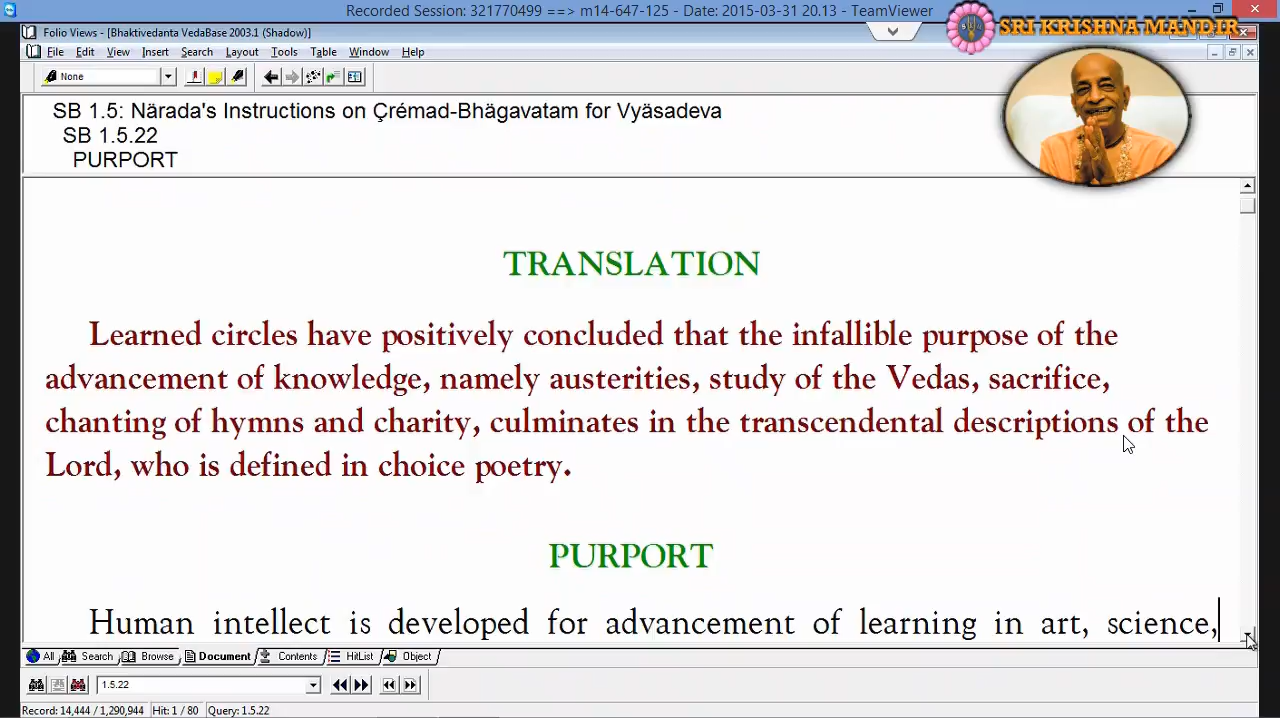 Recorded Session: 321770499 ==> m14-647-125 - Date: 2015-03-31 20.13 - TeamViewer
SRI KRISHNA MANDIR
Folio Views - [Bhaktivedanta VedaBase 2003.1 (Shadow)]
File Edit View Insert Search Layout Tools Table Window Help
None
SB 1.5: Närada's Instructions on Çrémad-Bhägavatam for Vyäsadeva
SB 1.5.22
PURPORT
TRANSLATION
Learned circles have positively concluded that the infallible purpose of the
advancement of knowledge, namely austerities, study of the Vedas, sacrifice,
chanting of hymns and charity, culminates in the transcendental descriptions of the
Lord, who is defined in choice poetry.
PURPORT
Human intellect is developed for advancement of learning in art, science,
All Search Browse Document Contents HitList Object
1.5.22
Record: 14,444 / 1,290,944 Hit: 1 / 80 Query: 1.5.22